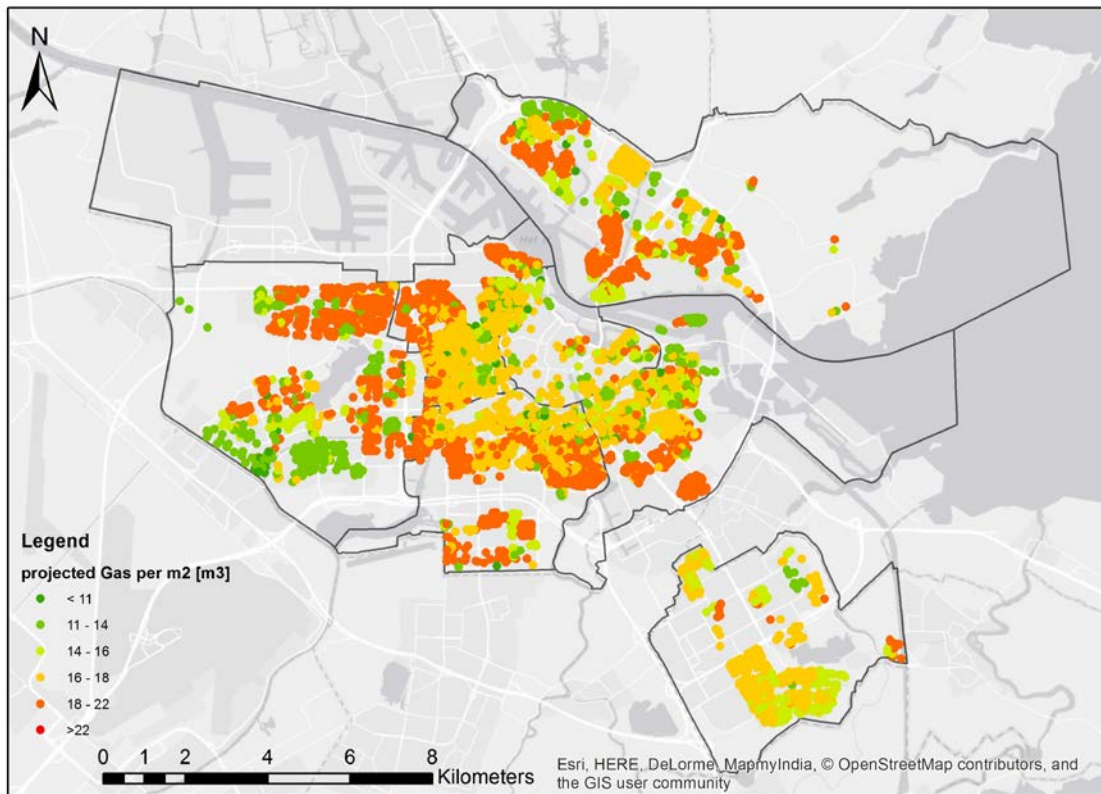 N
Legend
projected Gas per m2 [m3]
< 11
11 - 14
14 - 16
16 - 18
18 - 22
>22
0 1 2 4 6 8
Kilometers
Esri, HERE, DeLorme, MapmyIndia, © OpenStreetMap contributors, and
the GIS user community